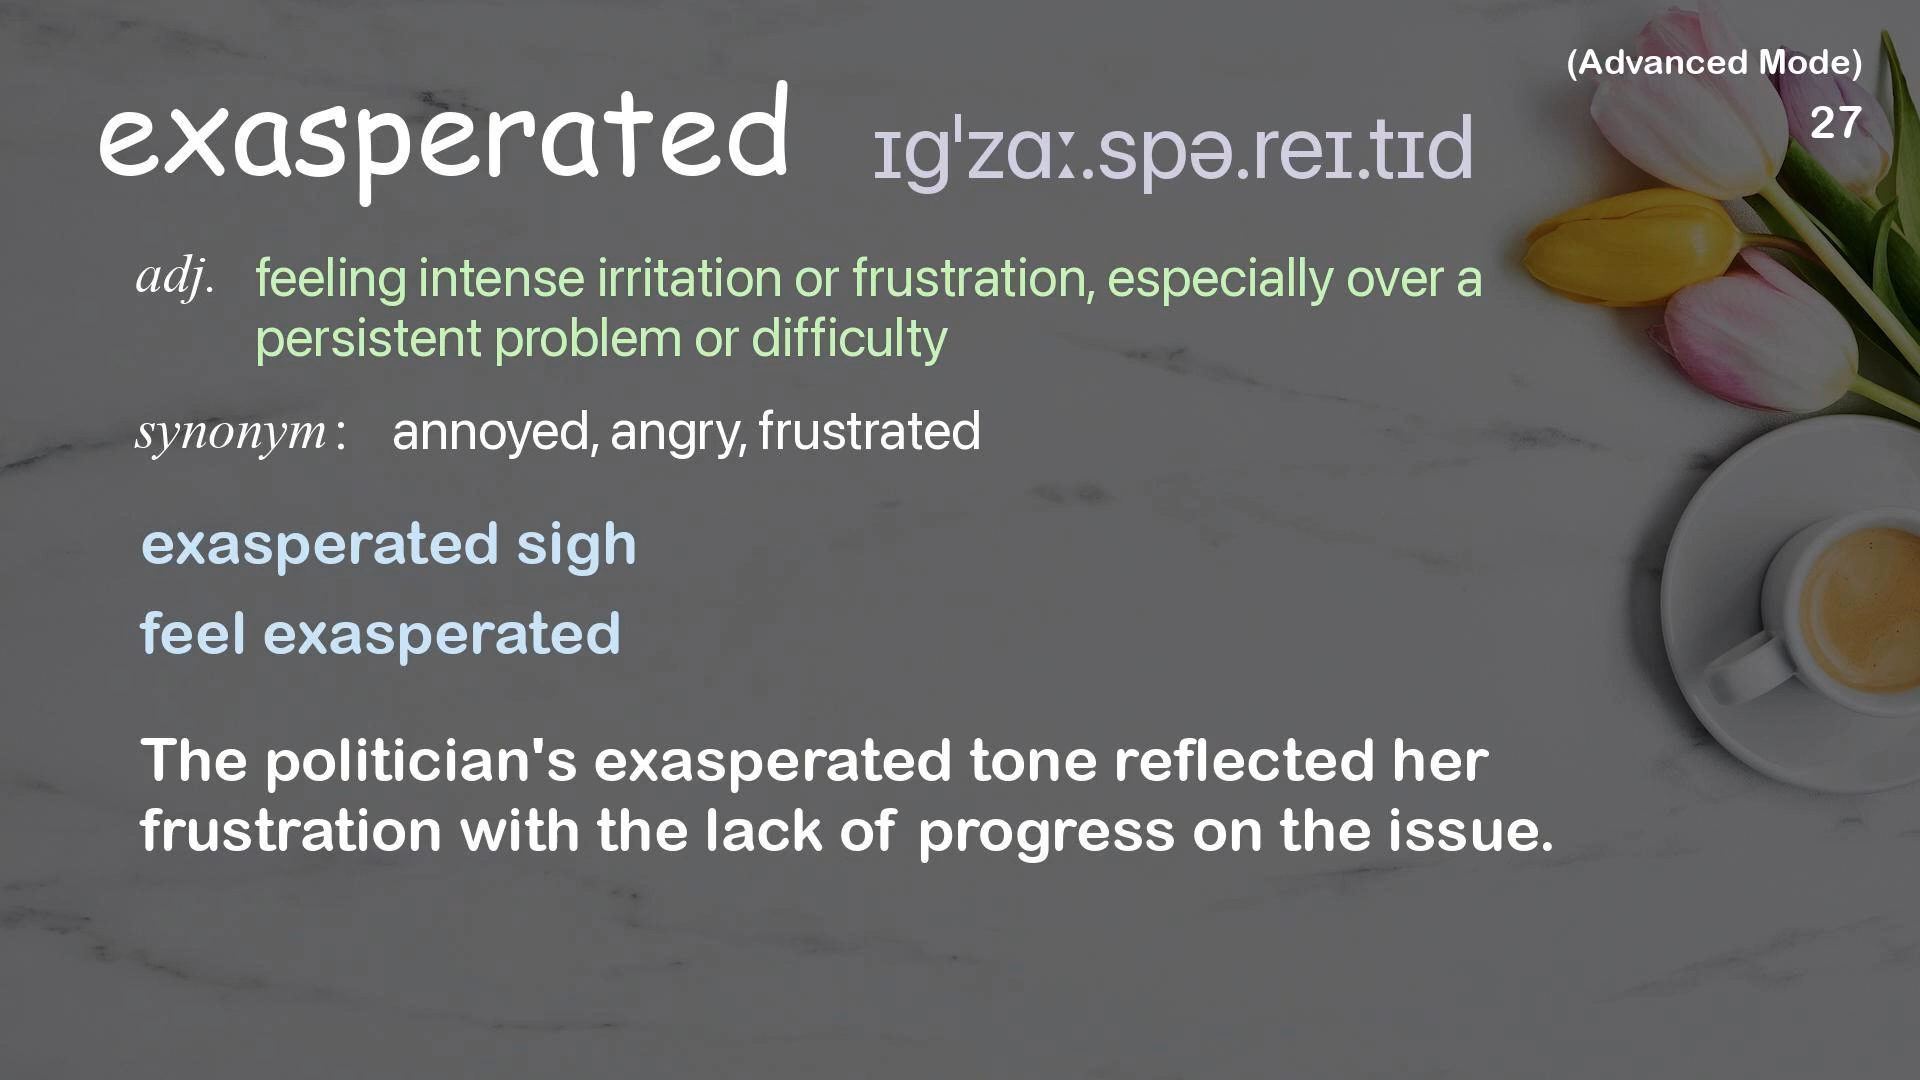 (Advanced Mode)
27
exasperated ɪɡˈzɑː.spə.reɪ.tɪd
adj. feeling intense irritation or frustration, especially over a
persistent problem or difficulty
synonym: annoyed, angry, frustrated
exasperated sigh
feel exasperated
The politician's exasperated tone reflected her
frustration with the lack of progress on the issue.